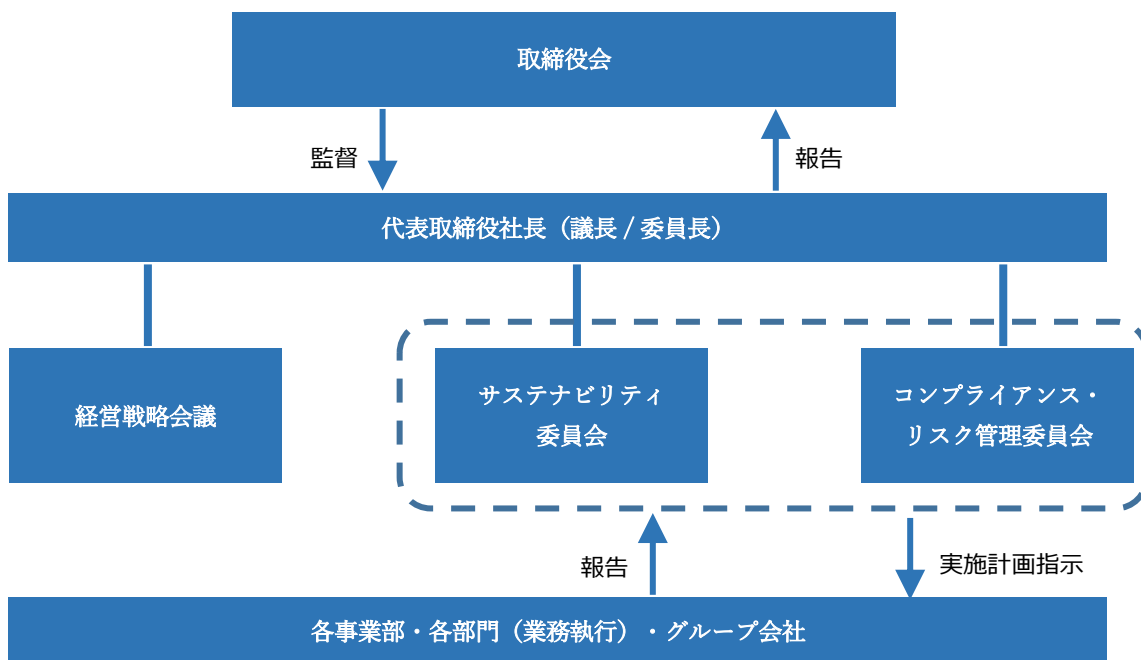 取締役会
監督
報告
代表取締役社長（議長 / 委員長）
経営戦略会議
サステナビリティ
委員会
コンプライアンス・
リスク管理委員会
報告
実施計画指示
各事業部・各部門（業務執行）・グループ会社